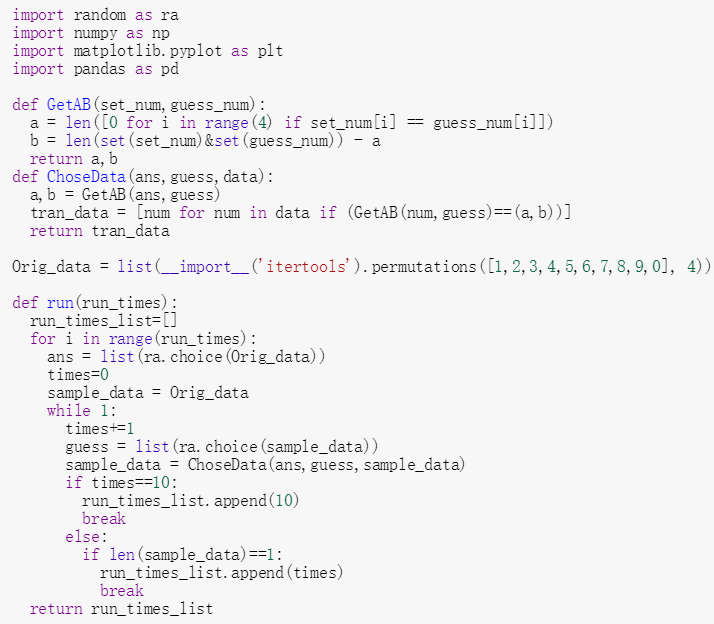 import random as ra
import numpy as np
import matplotlib.pyplot as plt
import pandas as pd

def GetAB(set_num,guess_num):
  a = len([0 for i in range(4) if set_num[i] == guess_num[i]])
  b = len(set(set_num)&set(guess_num)) - a
  return a,b
def ChoseData(ans,guess,data):
  a,b = GetAB(ans,guess)
  tran_data = [num for num in data if (GetAB(num,guess)==(a,b))]
  return tran_data

Orig_data = list(__import__('itertools').permutations([1,2,3,4,5,6,7,8,9,0], 4))

def run(run_times):
  run_times_list=[]
  for i in range(run_times):
    ans = list(ra.choice(Orig_data))
    times=0
    sample_data = Orig_data
    while 1:
      times+=1
      guess = list(ra.choice(sample_data))
      sample_data = ChoseData(ans,guess,sample_data)
      if times==10:
        run_times_list.append(10)
        break
      else:
        if len(sample_data)==1:
          run_times_list.append(times)
          break
  return run_times_list